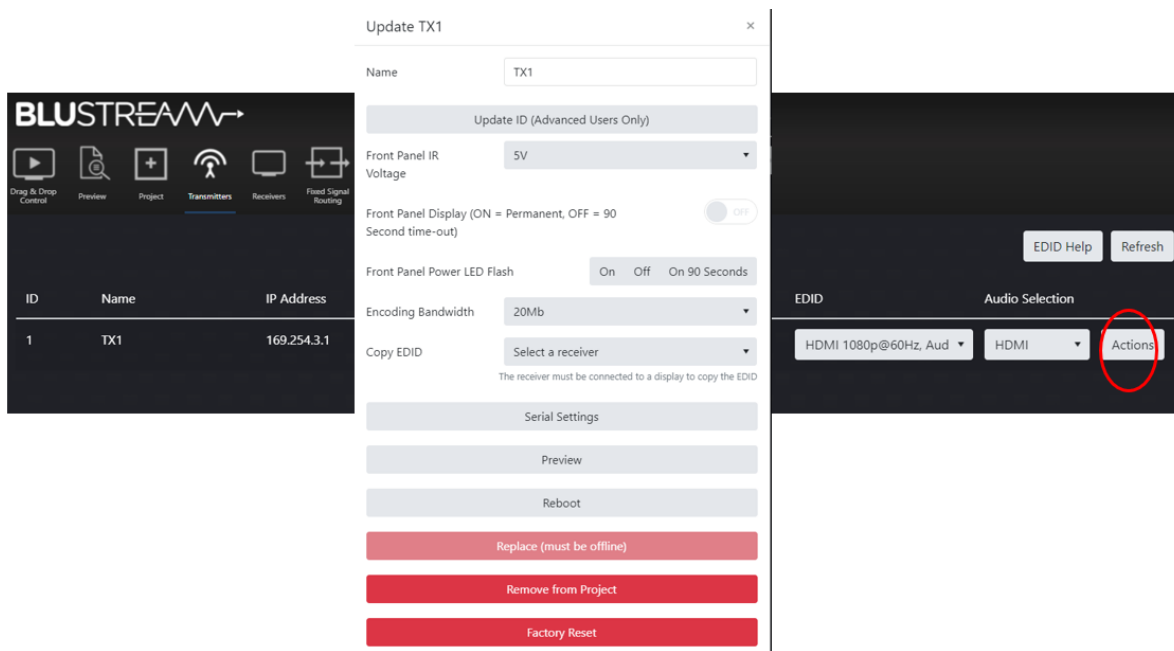 Update TX1
×
Name
TX1
Update ID (Advanced Users Only)
Front Panel IR
Voltage
5V
Front Panel Display (ON = Permanent, OFF = 90
Second time-out)
OFF
Front Panel Power LED Flash
On Off On 90 Seconds
Encoding Bandwidth
20Mb
Copy EDID
Select a receiver
The receiver must be connected to a display to copy the EDID
Serial Settings
Preview
Reboot
Replace (must be offline)
Remove from Project
Factory Reset
BLUSTREAM
Drag & Drop
Control
Preview
Project
Transmitters
Receivers
Fixed Signal
Routing
EDID Help Refresh
ID Name IP Address EDID Audio Selection
1 TX1 169.254.3.1 HDMI 1080p@60Hz, Aud HDMI Actions